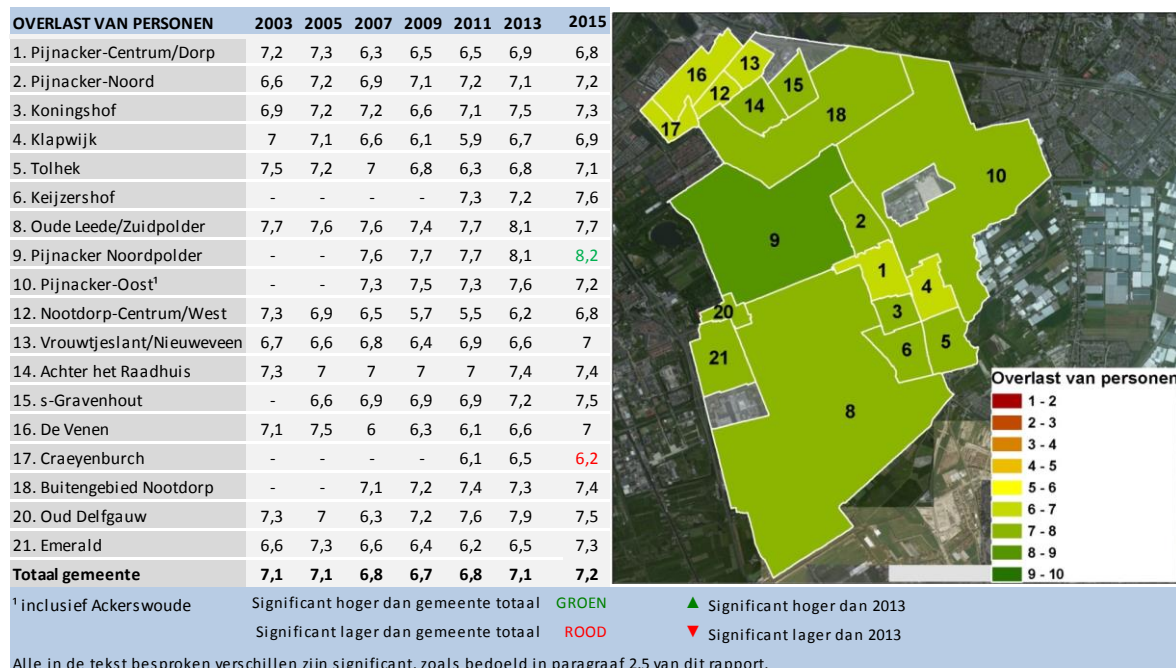 OVERLAST VAN PERSONEN 2003 2005 2007 2009 2011 2013 2015
1. Pijnacker-Centrum/Dorp 7,2 7,3 6,3 6,5 6,5 6,9 6,8
2. Pijnacker-Noord 6,6 7,2 6,9 7,1 7,2 7,1 7,2
3. Koningshof 6,9 7,2 7,2 6,6 7,1 7,5 7,3
4. Klapwijk 7 7,1 6,6 6,1 5,9 6,7 6,9
5. Tolhek 7,5 7,2 7 6,8 6,3 6,8 7,1
6. Keijzershof - - - - 7,3 7,2 7,6
8. Oude Leede/Zuidpolder 7,7 7,6 7,6 7,4 7,7 8,1 7,7
9. Pijnacker Noordpolder - - 7,6 7,7 7,7 8,1 8,2
10. Pijnacker-Oost¹ - - 7,3 7,5 7,3 7,6 7,2
12. Nootdorp-Centrum/West 7,3 6,9 6,5 5,7 5,5 6,2 6,8
13. Vrouwtjeslant/Nieuweveen 6,7 6,6 6,8 6,4 6,9 6,6 7
14. Achter het Raadhuis 7,3 7 7 7 7 7,4 7,4
15. s-Gravenhout - 6,6 6,9 6,9 6,9 7,2 7,5
16. De Venen 7,1 7,5 6 6,3 6,1 6,6 7
17. Craeyenburch - - - - 6,1 6,5 6,2
18. Buitengebied Nootdorp - - 7,1 7,2 7,4 7,3 7,4
20. Oud Delfgauw 7,3 7 6,3 7,2 7,6 7,9 7,5
21. Emerald 6,6 7,3 6,6 6,4 6,2 6,5 7,3
Totaal gemeente 7,1 7,1 6,8 6,7 6,8 7,1 7,2
¹ inclusief Ackerswoude Significant hoger dan gemeente totaal GROEN ▲ Significant hoger dan 2013
Significant lager dan gemeente totaal ROOD ▼ Significant lager dan 2013
Alle in de tekst besproken verschillen zijn significant, zoals bedoeld in paragraaf 2.5 van dit rapport.
13
16
15
12
14
18
17
10
2
9
1
4
20
3
5
6
21
8
Overlast van personen
1 - 2
2 - 3
3 - 4
4 - 5
5 - 6
6 - 7
7 - 8
8 - 9
9 - 10